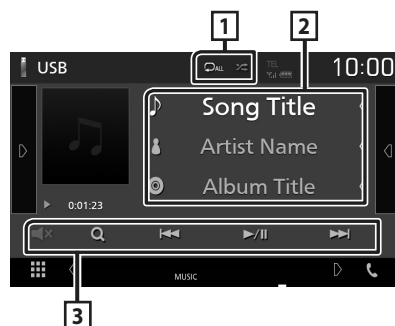 1 2
USB ALL TEL 10:00
Song Title
Artist Name
Album Title
0:01:23
MUSIC
3